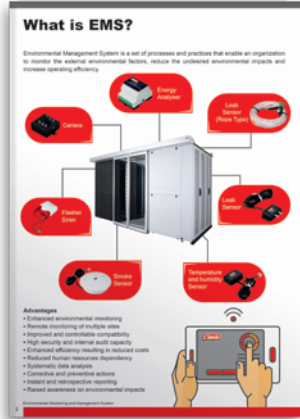 What is EMS?
Environmental Management System is a set of processes and practices that enable an organization
to monitor the external environmental factors, reduce the undesired environmental impacts and
increase operating efficiency.
Energy
Analyser
Leak
Sensor
(Rope Type)
Camera
Flasher
Siren
Leak
Sensor
Smoke
Sensor
Temperature
and humidity
Sensor
Advantages
• Enhanced environmental monitoring
• Remote monitoring of multiple sites
• Improved and controllable compatibility
• High security and internal audit capacity
• Enhanced efficiency resulting in reduced costs
• Reduced human resources dependency
• Systematic data analysis
• Corrective and preventive actions
• Instant and retrospective reporting
• Raised awareness on environmental impacts
Environmental Monitoring and Management System
2